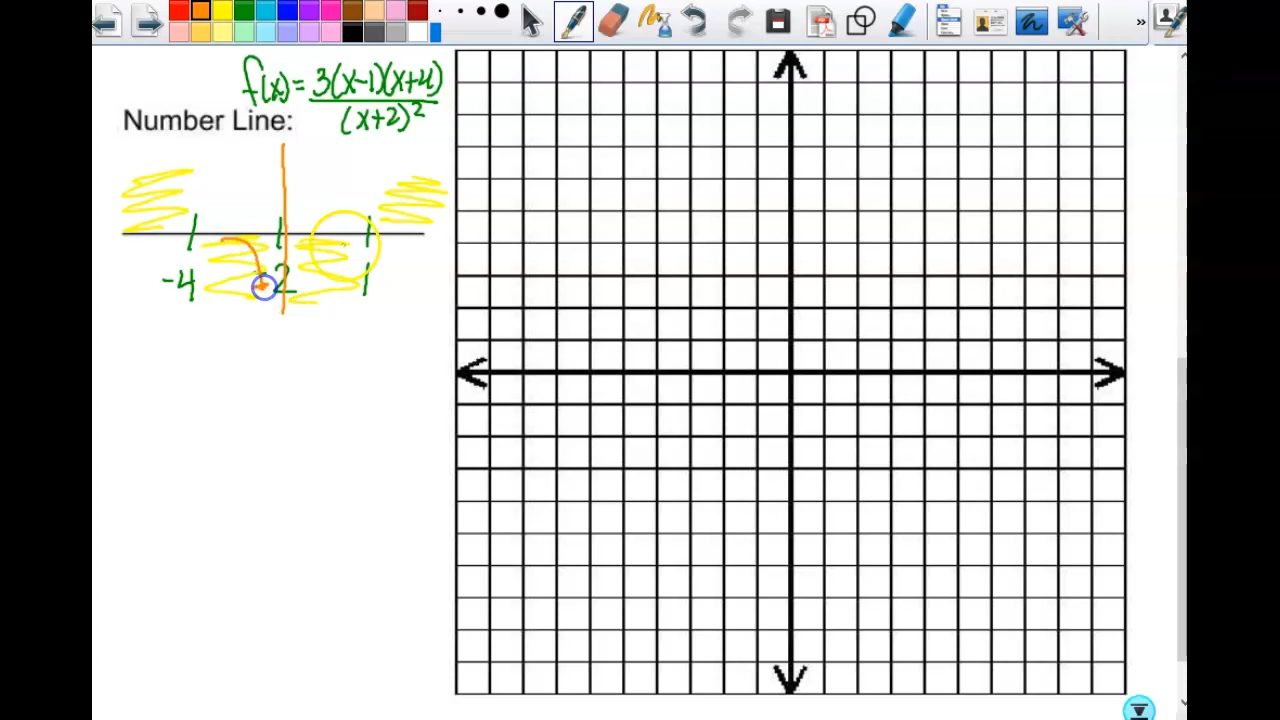 f(x)= 3(x-1)(x+4)
(x+2)²
Number Line:
-4 2 1
»